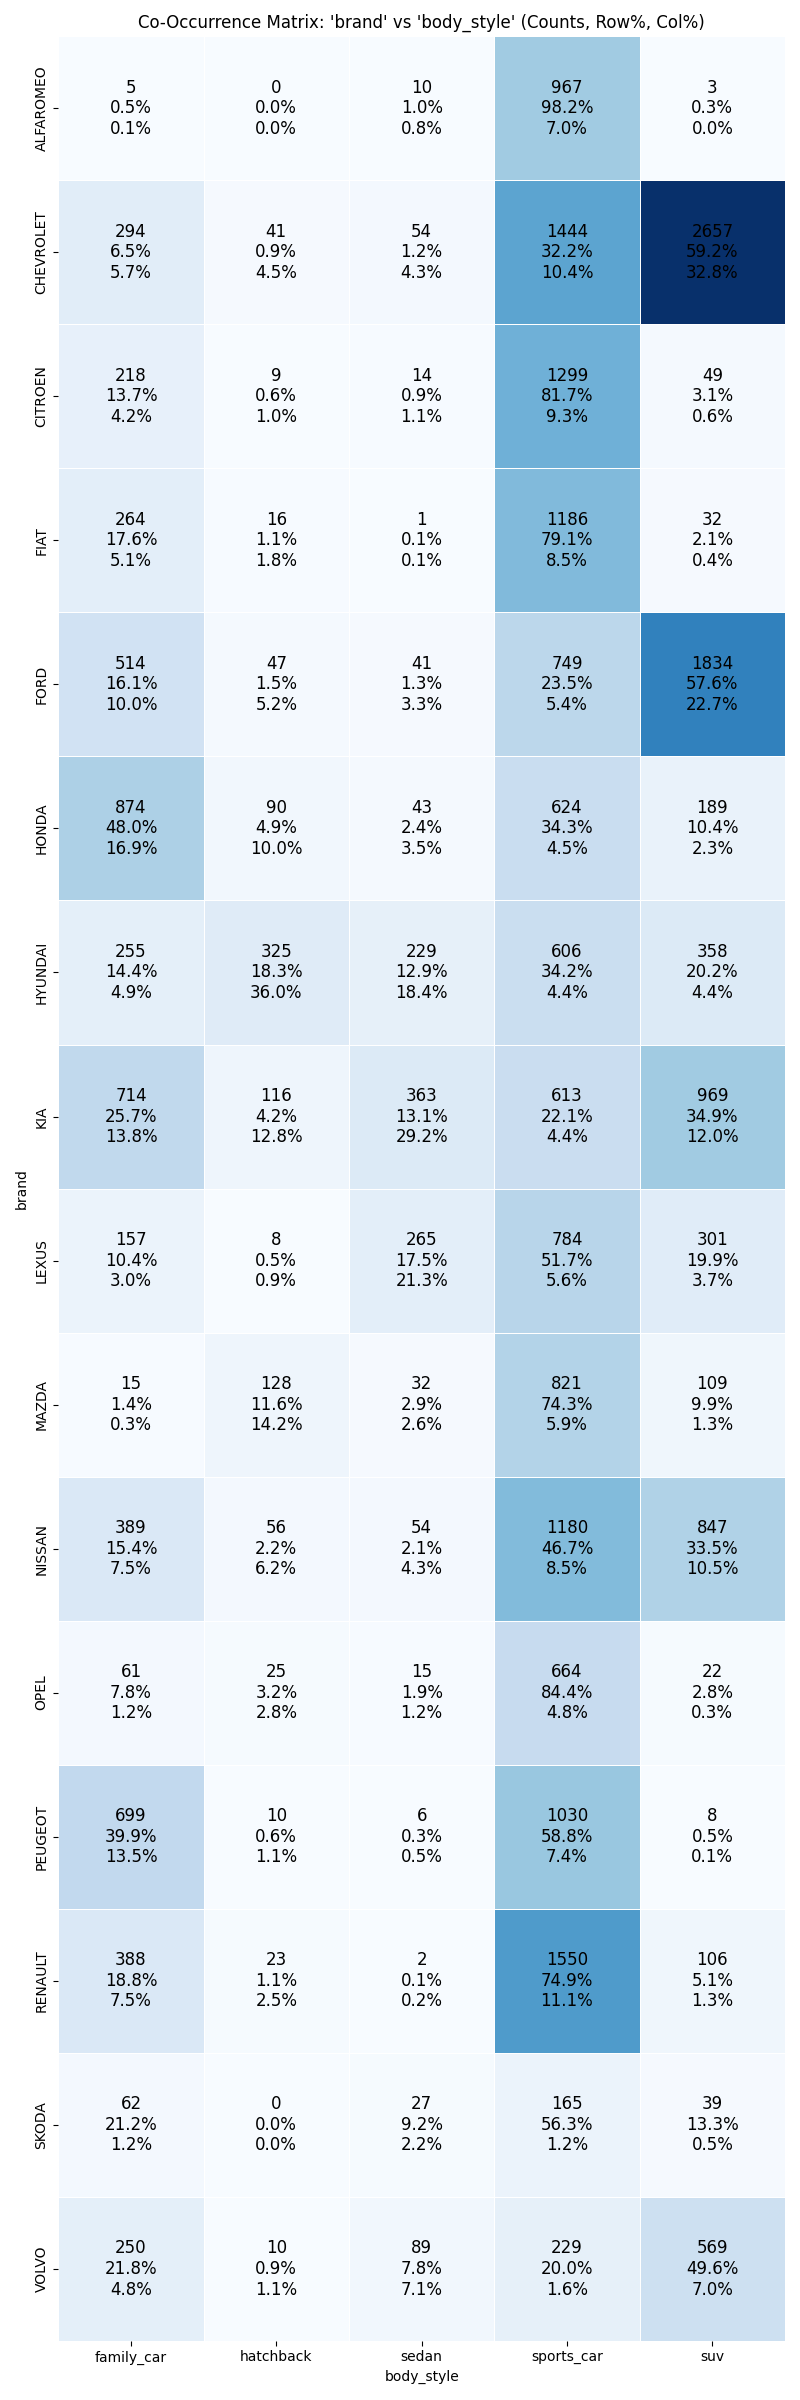 Co-Occurrence Matrix: 'brand' vs 'body_style' (Counts, Row%, Col%)
ALFAROMEO
5 0 10 967 3
0.5% 0.0% 1.0% 98.2% 0.3%
0.1% 0.0% 0.8% 7.0% 0.0%
CHEVROLET
294 41 54 1444 2657
6.5% 0.9% 1.2% 32.2% 59.2%
5.7% 4.5% 4.3% 10.4% 32.8%
CITROEN
218 9 14 1299 49
13.7% 0.6% 0.9% 81.7% 3.1%
4.2% 1.0% 1.1% 9.3% 0.6%
FIAT
264 16 1 1186 32
17.6% 1.1% 0.1% 79.1% 2.1%
5.1% 1.8% 0.1% 8.5% 0.4%
FORD
514 47 41 749 1834
16.1% 1.5% 1.3% 23.5% 57.6%
10.0% 5.2% 3.3% 5.4% 22.7%
HONDA
874 90 43 624 189
48.0% 4.9% 2.4% 34.3% 10.4%
16.9% 10.0% 3.5% 4.5% 2.3%
HYUNDAI
255 325 229 606 358
14.4% 18.3% 12.9% 34.2% 20.2%
4.9% 36.0% 18.4% 4.4% 4.4%
KIA
714 116 363 613 969
25.7% 4.2% 13.1% 22.1% 34.9%
13.8% 12.8% 29.2% 4.4% 12.0%
brand
LEXUS
157 8 265 784 301
10.4% 0.5% 17.5% 51.7% 19.9%
3.0% 0.9% 21.3% 5.6% 3.7%
MAZDA
15 128 32 821 109
1.4% 11.6% 2.9% 74.3% 9.9%
0.3% 14.2% 2.6% 5.9% 1.3%
NISSAN
389 56 54 1180 847
15.4% 2.2% 2.1% 46.7% 33.5%
7.5% 6.2% 4.3% 8.5% 10.5%
OPEL
61 25 15 664 22
7.8% 3.2% 1.9% 84.4% 2.8%
1.2% 2.8% 1.2% 4.8% 0.3%
PEUGEOT
699 10 6 1030 8
39.9% 0.6% 0.3% 58.8% 0.5%
13.5% 1.1% 0.5% 7.4% 0.1%
RENAULT
388 23 2 1550 106
18.8% 1.1% 0.1% 74.9% 5.1%
7.5% 2.5% 0.2% 11.1% 1.3%
SKODA
62 0 27 165 39
21.2% 0.0% 9.2% 56.3% 13.3%
1.2% 0.0% 2.2% 1.2% 0.5%
VOLVO
250 10 89 229 569
21.8% 0.9% 7.8% 20.0% 49.6%
4.8% 1.1% 7.1% 1.6% 7.0%
family_car hatchback sedan sports_car suv
body_style